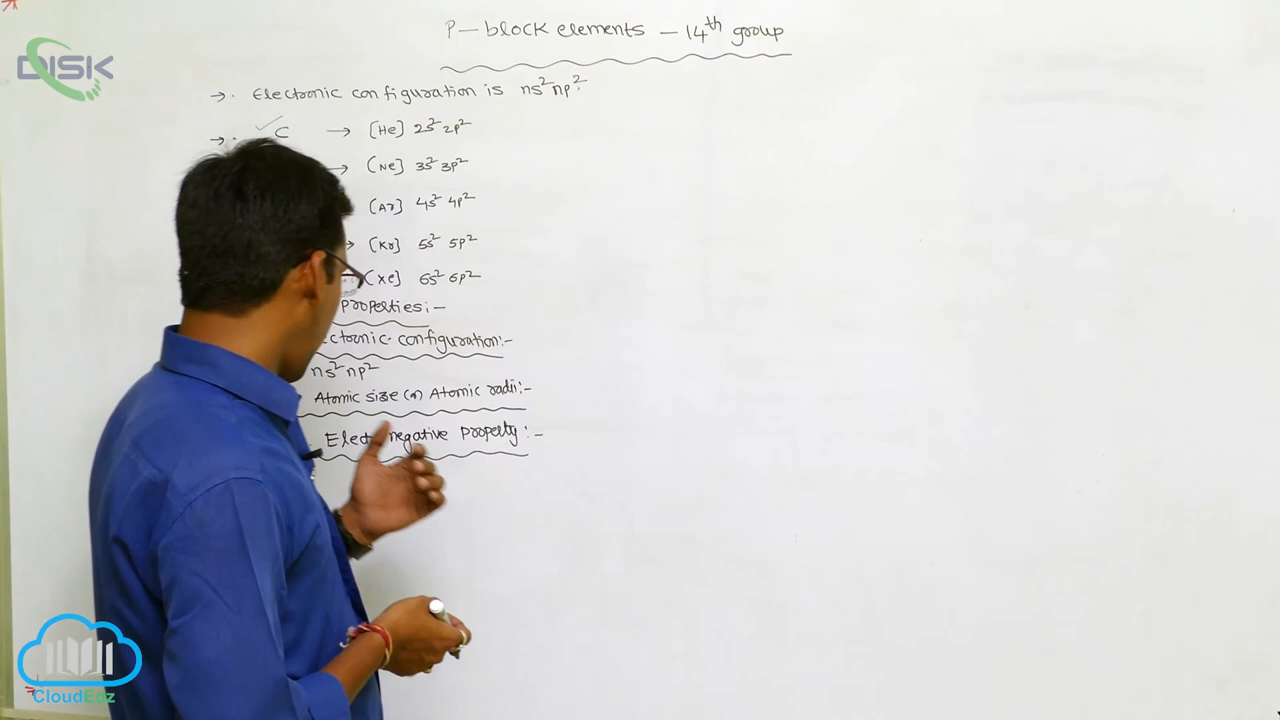 P - block elements - 14th group
DISK
→. Electronic configuration is ns² np².
→. C → [He] 2s² 2p²
→ [Ne] 3s² 3p²
[Ar] 4s² 4p²
[Kr] 5s² 5p²
[Xe] 6s² 6p²
properties:-
ctronic configuration:-
ns² np²
Atomic size (or) Atomic radii:-
Electronegative property:-
CloudEdz